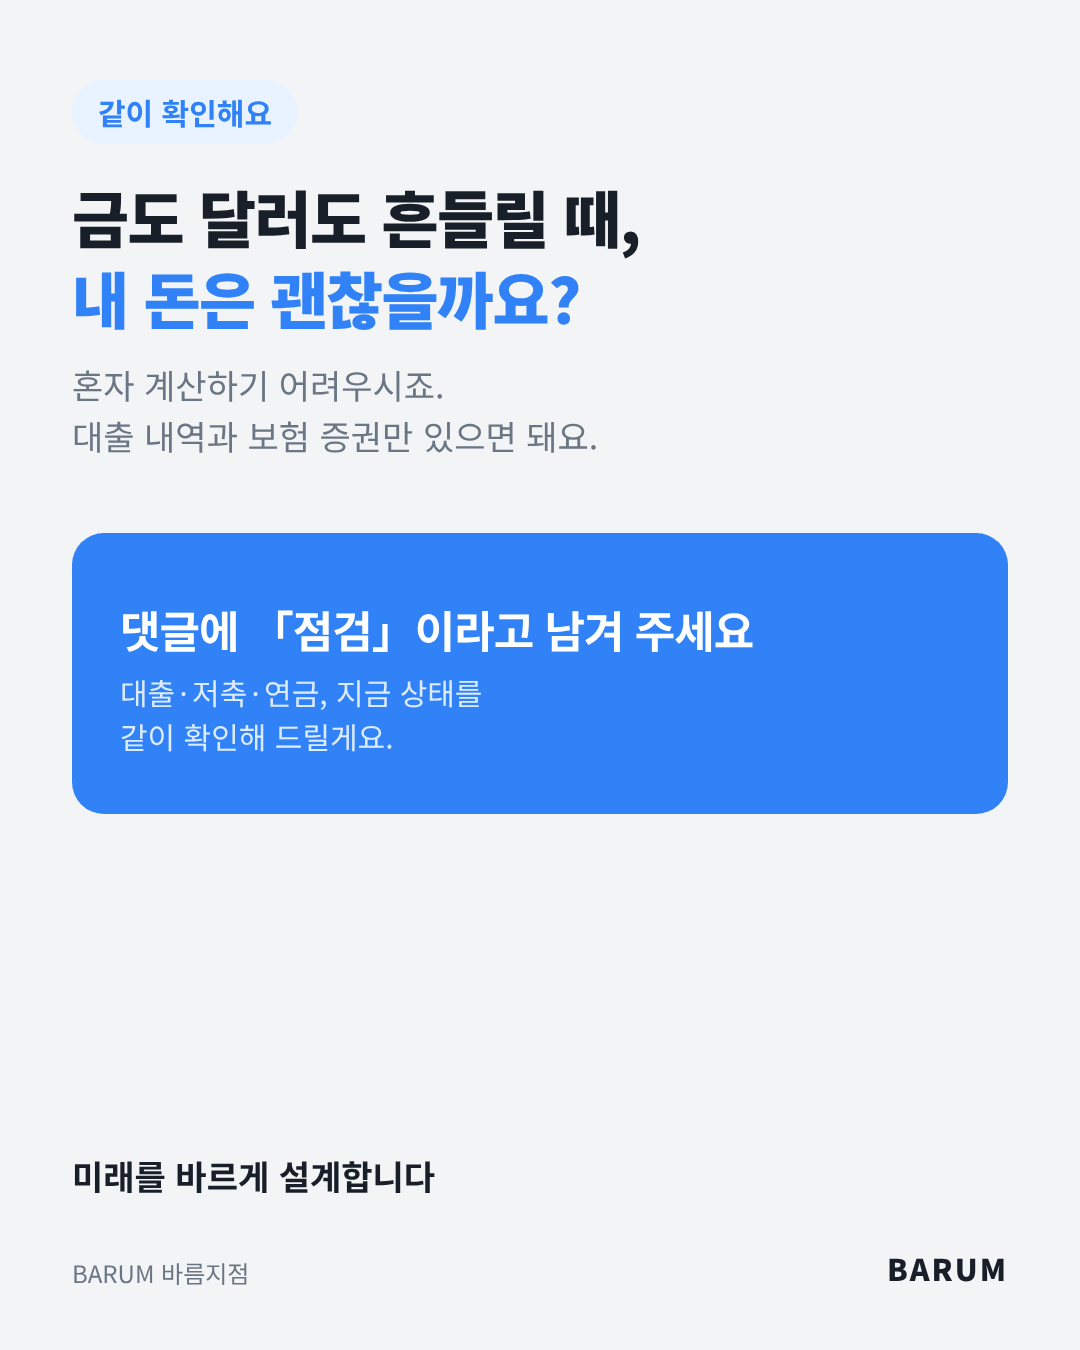 같이 확인해요
금도 달러도 흔들릴 때,
내 돈은 괜찮을까요?
혼자 계산하기 어려우시죠.
대출 내역과 보험 증권만 있으면 돼요.
댓글에 「점검」이라고 남겨 주세요
대출·저축·연금, 지금 상태를
같이 확인해 드릴게요.
미래를 바르게 설계합니다
BARUM 바름지점
BARUM